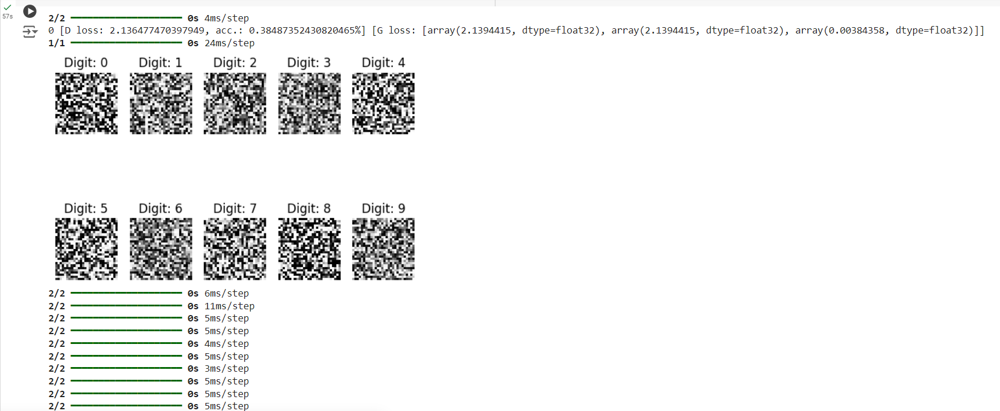 57s
2/2 0s 4ms/step
0 [D loss: 2.136477470397949, acc.: 0.38487352430820465%] [G loss: [array(2.1394415, dtype=float32), array(2.1394415, dtype=float32), array(0.00384358, dtype=float32)]]
1/1 0s 24ms/step
Digit: 0 Digit: 1 Digit: 2 Digit: 3 Digit: 4
Digit: 5 Digit: 6 Digit: 7 Digit: 8 Digit: 9
2/2 0s 6ms/step
2/2 0s 11ms/step
2/2 0s 5ms/step
2/2 0s 5ms/step
2/2 0s 4ms/step
2/2 0s 5ms/step
2/2 0s 3ms/step
2/2 0s 5ms/step
2/2 0s 5ms/step
2/2 0s 5ms/step